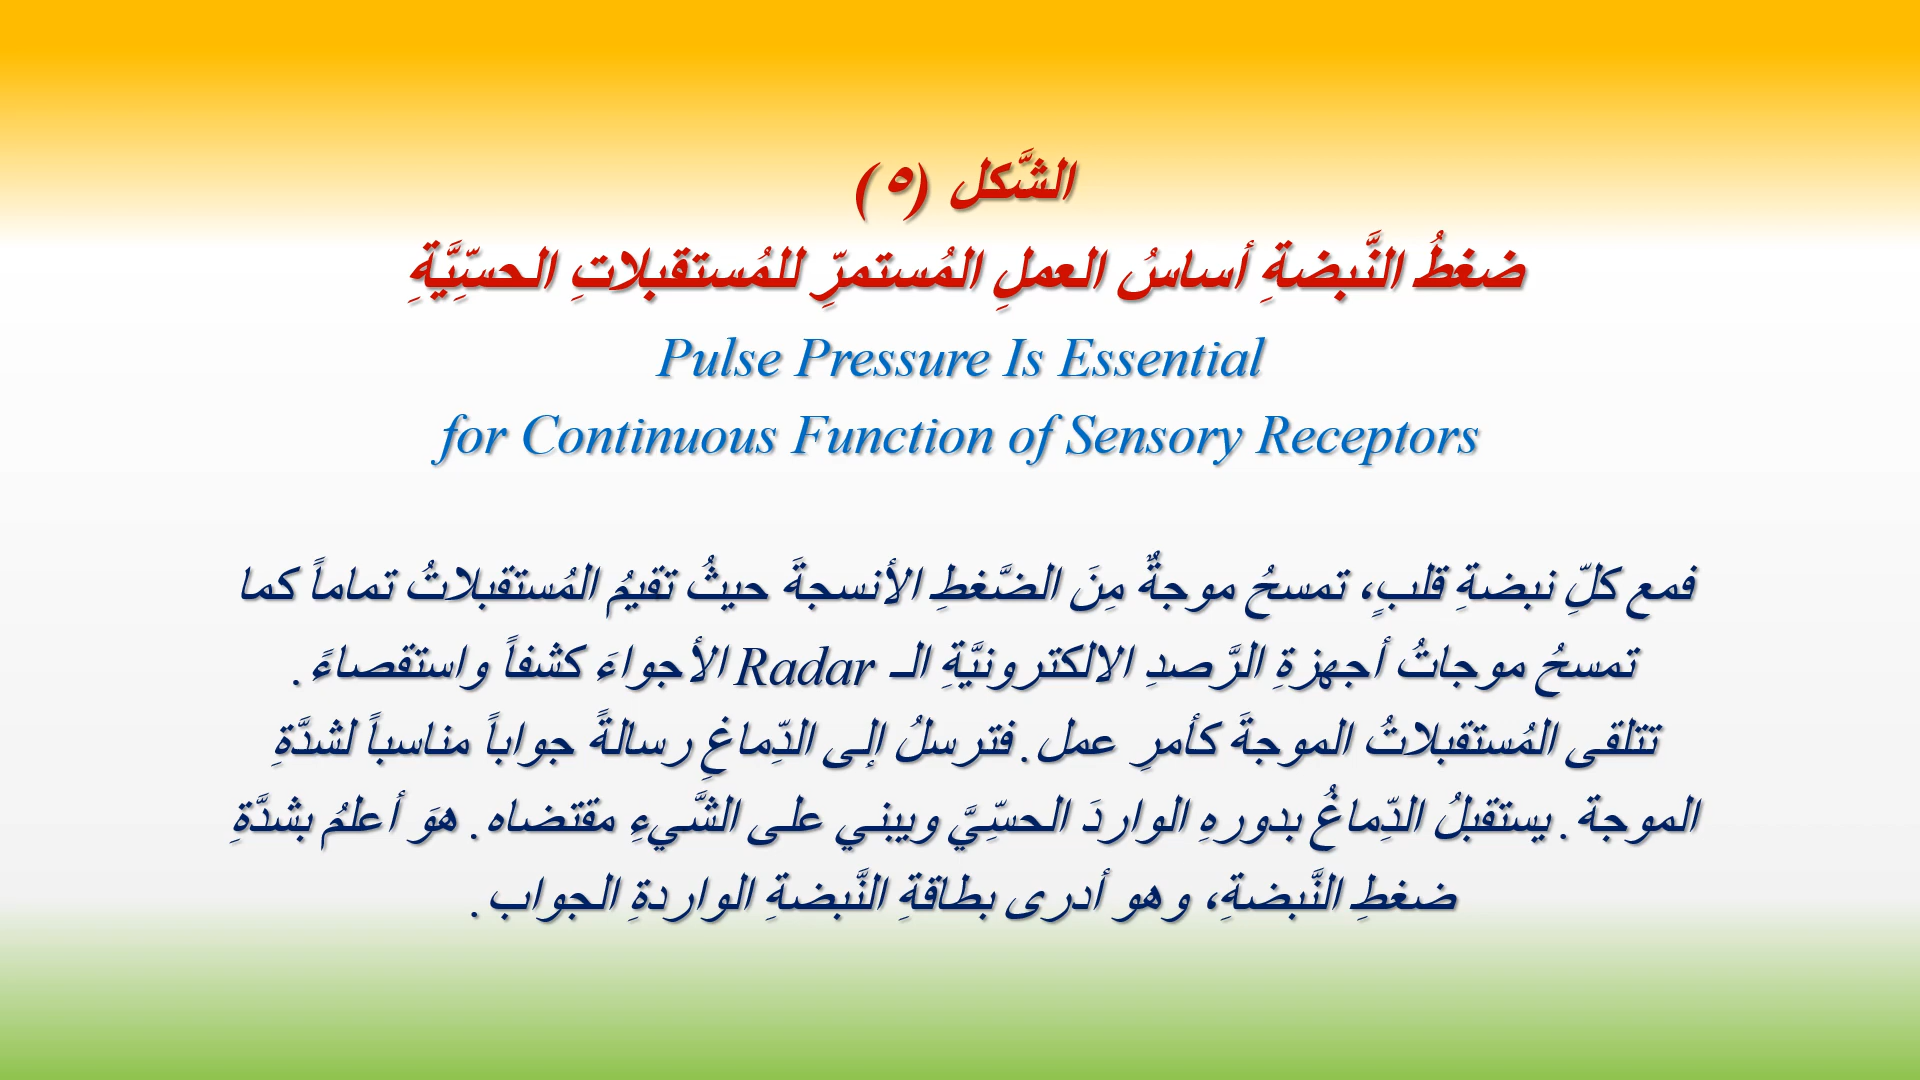 الشَّكل (٥)
ضغطُ النَّبضةِ أساسُ العملِ المُستمرِّ للمُستقبلاتِ الحسّيَّةِ
Pulse Pressure Is Essential
for Continuous Function of Sensory Receptors
فمع كلِّ نبضةِ قلبٍ، تمسحُ موجةٌ مِنَ الضَّغطِ الأنسجةَ حيثُ تقيمُ المُستقبلاتُ تماماً كما
تمسحُ موجاتُ أجهزةِ الرَّصدِ الالكترونيَّةِ الـ Radar الأجواءَ كشفاً واستقصاءً.
تتلقى المُستقبلاتُ الموجةَ كأمرِ عمل. فترسلُ إلى الدِّماغِ رسالةً جواباً مناسباً لشدَّةِ
الموجة. يستقبلُ الدِّماغُ بدورهِ الواردَ الحسِّيَّ ويبني على الشَّيءِ مقتضاه. هوَ أعلمُ بشدَّةِ
ضغطِ النَّبضةِ، وهو أدرى بطاقةِ النَّبضةِ الواردةِ الجواب.